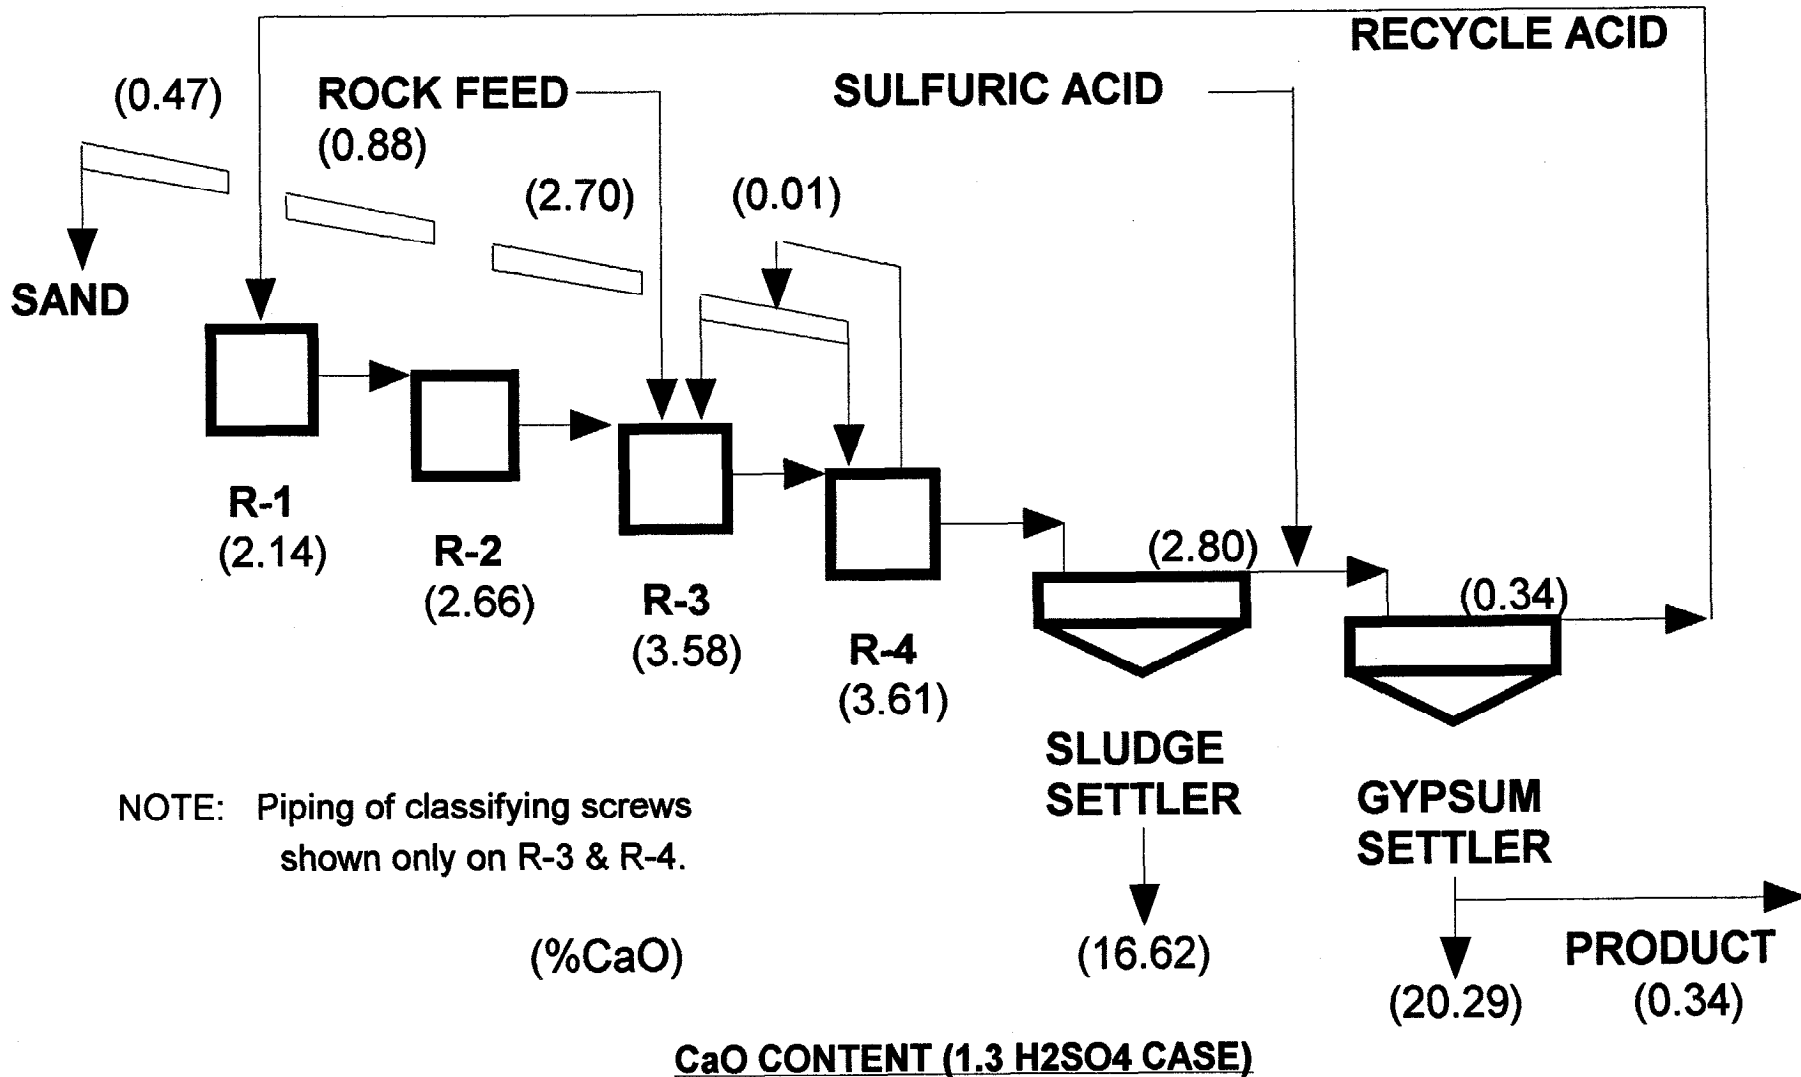 RECYCLE ACID
(0.47)
ROCK FEED
(0.88)
SULFURIC ACID
(2.70)
(0.01)
SAND
R-1
(2.14)
R-2
(2.66)
R-3
(3.58)
R-4
(3.61)
(2.80)
(0.34)
SLUDGE
SETTLER
(16.62)
GYPSUM
SETTLER
(20.29)
PRODUCT
(0.34)
NOTE: Piping of classifying screws
shown only on R-3 & R-4.
(%CaO)
CaO CONTENT (1.3 H2SO4 CASE)